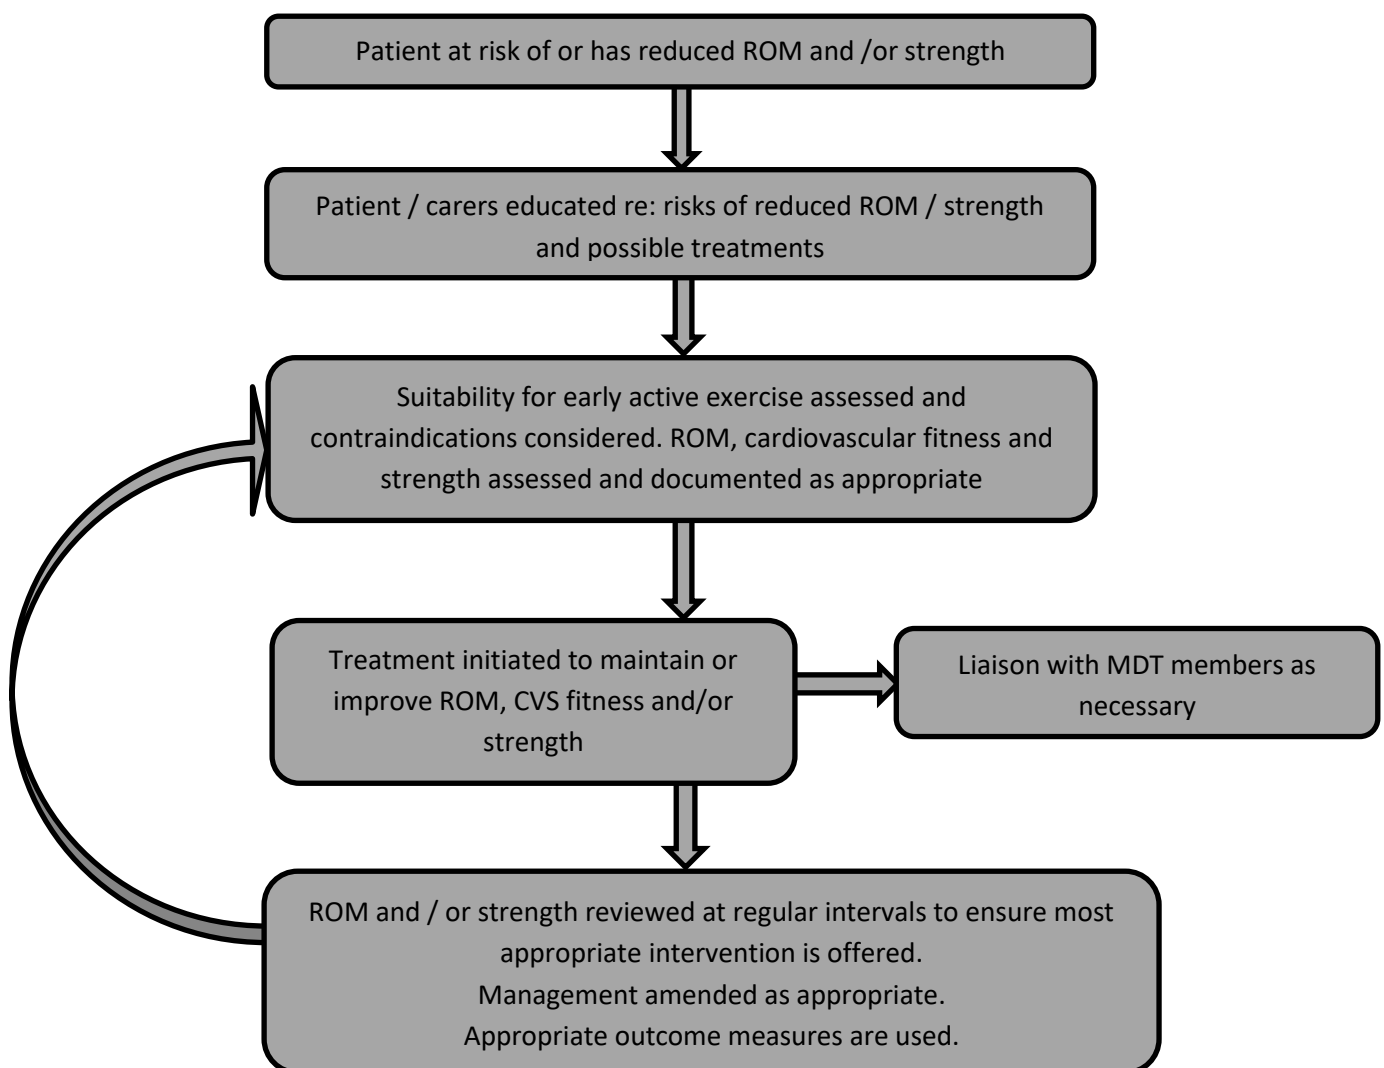 Patient at risk of or has reduced ROM and /or strength
Patient / carers educated re: risks of reduced ROM / strength
and possible treatments
Suitability for early active exercise assessed and
contraindications considered. ROM, cardiovascular fitness and
strength assessed and documented as appropriate
Treatment initiated to maintain or
improve ROM, CVS fitness and/or
strength
Liaison with MDT members as
necessary
ROM and / or strength reviewed at regular intervals to ensure most
appropriate intervention is offered.
Management amended as appropriate.
Appropriate outcome measures are used.